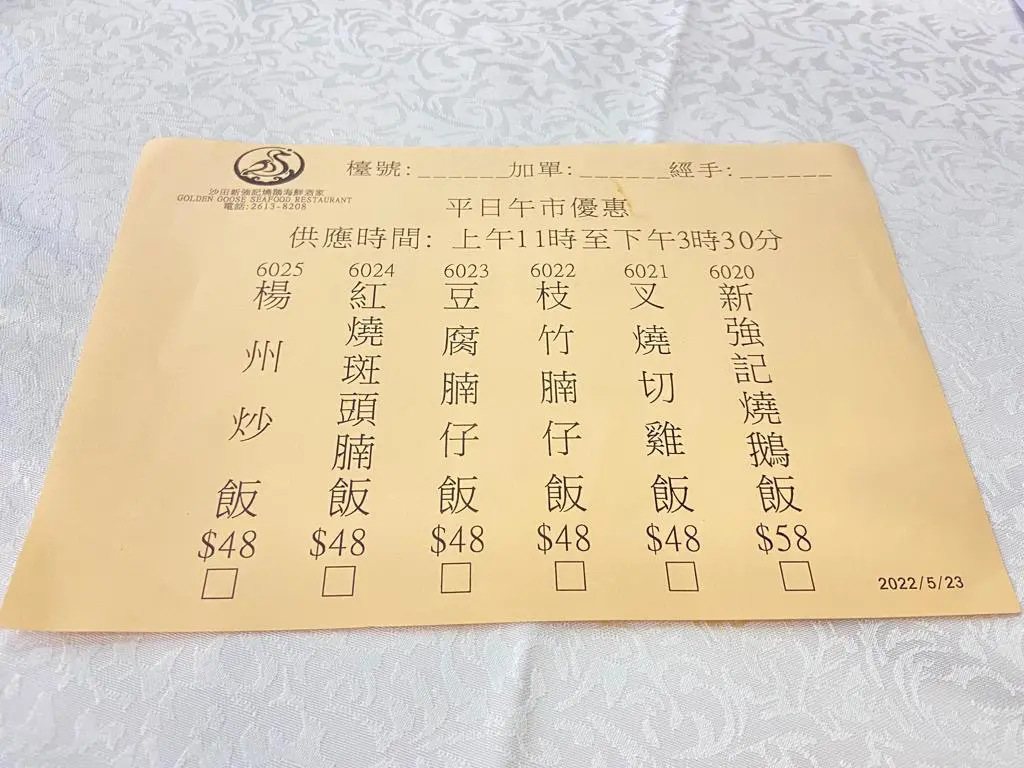 檯號:______加單:______經手:______
沙田新強記燒鵝海鮮酒家
GOLDEN GOOSE SEAFOOD RESTAURANT
電話:2613-8208
平日午市優惠
供應時間: 上午11時至下午3時30分
6020
新強記燒鵝飯
$58
6021
叉燒切雞飯
$48
6022
枝竹腩仔飯
$48
6023
豆腐腩仔飯
$48
6024
紅燒斑頭腩飯
$48
6025
楊州炒飯
$48
2022/5/23